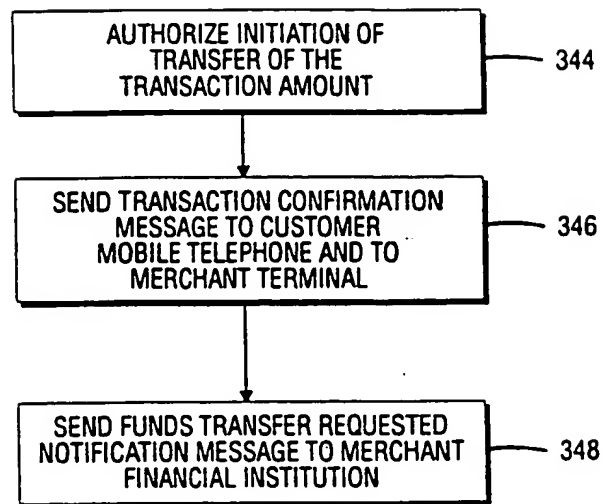 AUTHORIZE INITIATION OF
TRANSFER OF THE
TRANSACTION AMOUNT
344
SEND TRANSACTION CONFIRMATION
MESSAGE TO CUSTOMER
MOBILE TELEPHONE AND TO
MERCHANT TERMINAL
346
SEND FUNDS TRANSFER REQUESTED
NOTIFICATION MESSAGE TO MERCHANT
FINANCIAL INSTITUTION
348